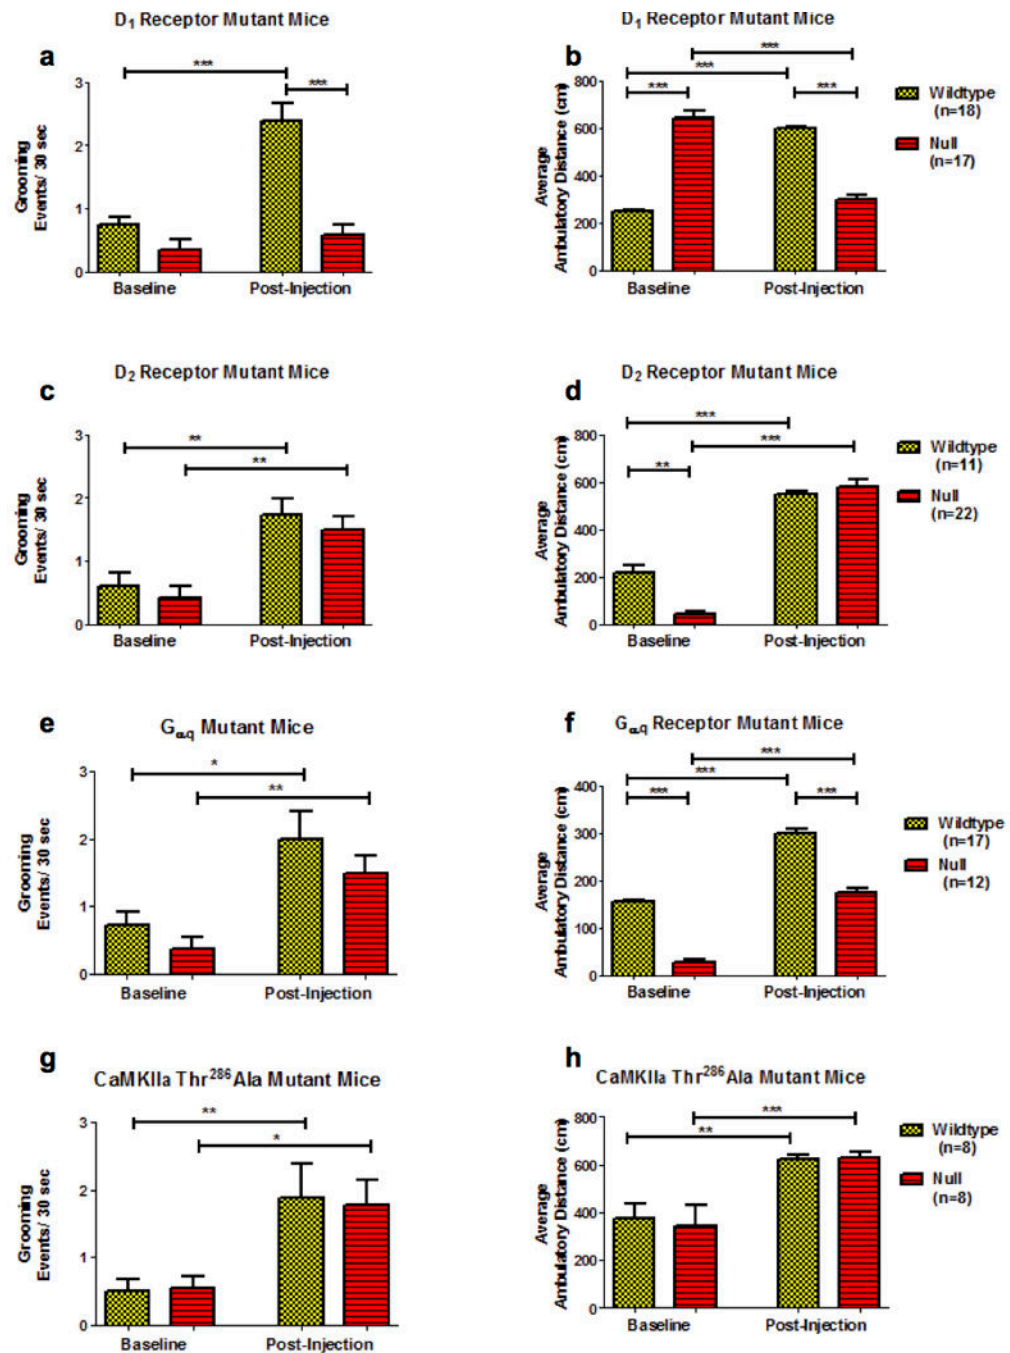 D1 Receptor Mutant Mice
a
***
***
Grooming
Events/ 30 sec
3
2
1
0
Baseline
Post-Injection
D1 Receptor Mutant Mice
b
***
***
***
***
Average
Ambulatory Distance (cm)
800
600
400
200
0
Baseline
Post-Injection
Wildtype
(n=18)
Null
(n=17)
D2 Receptor Mutant Mice
c
**
**
Grooming
Events/ 30 sec
3
2
1
0
Baseline
Post-Injection
D2 Receptor Mutant Mice
d
***
***
**
Average
Ambulatory Distance (cm)
800
600
400
200
0
Baseline
Post-Injection
Wildtype
(n=11)
Null
(n=22)
e
Gα,q Mutant Mice
*
**
Grooming
Events/ 30 sec
3
2
1
0
Baseline
Post-Injection
f
Gα,q Receptor Mutant Mice
***
***
***
***
Average
Ambulatory Distance (cm)
400
300
200
100
0
Baseline
Post-Injection
Wildtype
(n=17)
Null
(n=12)
g
CaMKIIa Thr286Ala Mutant Mice
**
*
Grooming
Events/ 30 sec
3
2
1
0
Baseline
Post-Injection
h
CaMKIIa Thr286Ala Mutant Mice
***
**
Average
Ambulatory Distance (cm)
800
600
400
200
0
Baseline
Post-Injection
Wildtype
(n=8)
Null
(n=8)